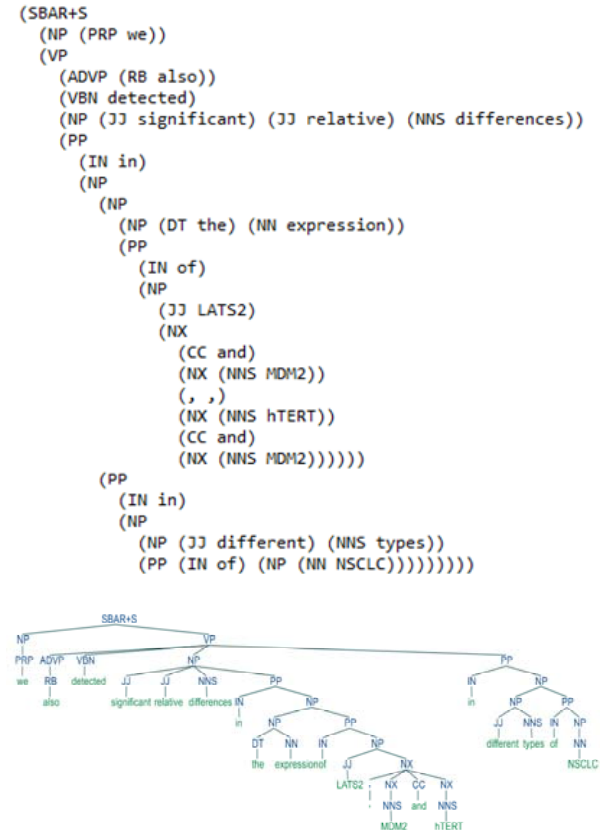 (SBAR+S
(NP (PRP we))
(VP
(ADVP (RB also))
(VBN detected)
(NP (JJ significant) (JJ relative) (NNS differences))
(PP
(IN in)
(NP
(NP
(NP (DT the) (NN expression))
(PP
(IN of)
(NP
(JJ LATS2)
(NX
(CC and)
(NX (NNS MDM2))
(, ,)
(NX (NNS hTERT))
(CC and)
(NX (NNS MDM2))))))
(PP
(IN in)
(NP
(NP (JJ different) (NNS types))
(PP (IN of) (NP (NN NSCLC)))))))))
SBAR+S
NP VP
PRP ADVP VBN NP PP
we RB detected JJ JJ NNS PP IN NP
also significant relative differences IN NP in NP PP
in NP PP JJ NNS IN NP
DT NN IN NP different types of NN
the expressionof JJ NX NSCLC
LATS2 , NX CC NX
, NNS and NNS
MDM2 hTERT